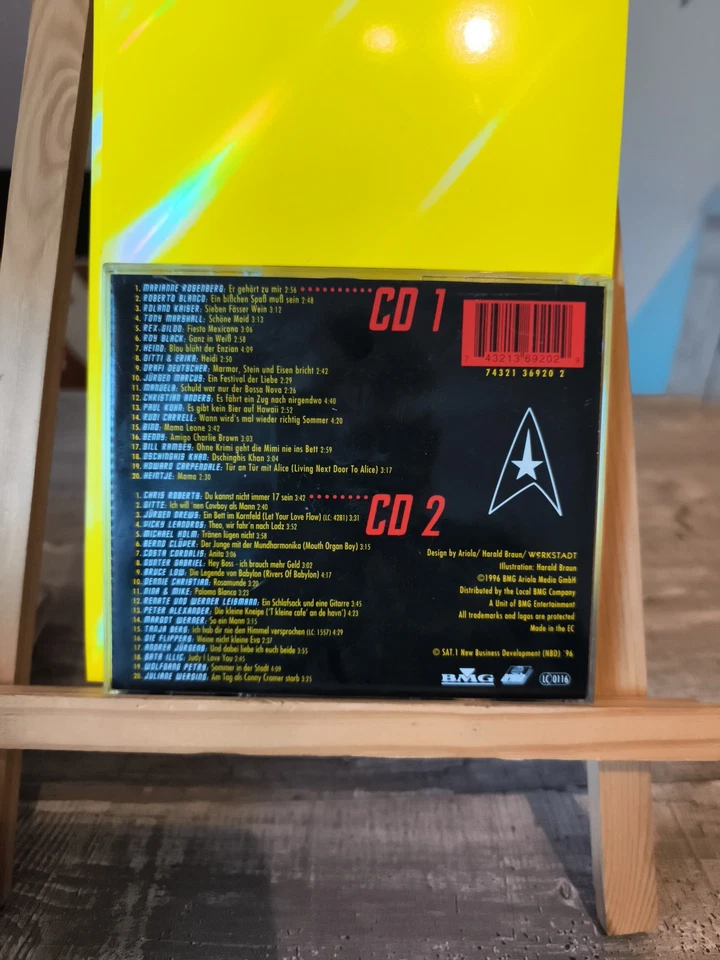 1. MARIANNE ROSENBERG: Er gehört zu mir 2:56
2. ROBERTO BLANCO: Ein bißchen Spaß muß sein 2:48
3. ROLAND KAISER: Sieben Fässer Wein 3:12
4. TONY MARSHALL: Schöne Maid 3:13
5. REX GILDO: Fiesta Mexicana 3:06
6. ROY BLACK: Ganz in Weiß 2:58
7. HEINO: Blau blüht der Enzian 4:09
8. GITTI & ERIKA: Heidi 2:50
9. DRAFI DEUTSCHER: Marmor, Stein und Eisen bricht 2:42
10. JÜRGEN MARCUS: Ein Festival der Liebe 2:29
11. MANUELA: Schuld war nur der Bossa Nova 2:26
12. CHRISTIAN ANDERS: Es fährt ein Zug nach nirgendwo 4:40
13. PAUL KUHN: Es gibt kein Bier auf Hawaii 2:52
14. RUDI CARRELL: Wann wird's mal wieder richtig Sommer 4:20
15. BINO: Mama Leone 3:42
16. BENNY: Amigo Charlie Brown 3:03
17. BILL RAMSEY: Ohne Krimi geht die Mimi nie ins Bett 2:59
18. DSCHINGHIS KHAN: Dschinghis Khan 3:04
19. HOWARD CARPENDALE: Tür an Tür mit Alice (Living Next Door To Alice) 3:17
20. HEINTJE: Mama 2:30
CD 1
7 43213 69202 9
74321 36920 2
1. CHRIS ROBERTS: Du kannst nicht immer 17 sein 3:42
2. GITTE: Ich will 'nen Cowboy als Mann 2:40
3. JÜRGEN DREWS: Ein Bett im Kornfeld (Let Your Love Flow) (LC: 4281) 3:31
4. VICKY LEANDROS: Theo, wir fahr'n nach Lodz 3:52
5. MICHAEL HOLM: Tränen lügen nicht 3:58
6. BERND CLÜVER: Der Junge mit der Mundharmonika (Mouth Organ Boy) 3:15
7. COSTA CORDALIS: Anita 3:06
8. GUNTER GABRIEL: Hey Boss - ich brauch mehr Geld 3:02
9. BRUCE LOW: Die Legende von Babylon (Rivers Of Babylon) 4:17
10. DENNIE CHRISTIAN: Rosamunde 3:20
11. NINA & MIKE: Paloma Blanca 3:23
12. RENATE UND WERNER LEISMANN: Ein Schlafsack und eine Gitarre 3:45
13. PETER ALEXANDER: Die kleine Kneipe ('T kleine cafe' an de havn') 4:23
14. MARGOT WERNER: So ein Mann 3:15
15. TANJA BERG: Ich hab dir nie den Himmel versprochen (LC: 1557) 4:29
16. DIE FLIPPERS: Weine nicht kleine Eva 2:37
17. ANDREA JÜRGENS: Und dabei liebe ich euch beide 3:55
18. BATA ILLIC: Judy I Love You 2:45
19. WOLFGANG PETRY: Sommer in der Stadt 4:09
20. JULIANE WERDING: Am Tag als Conny Cramer starb 3:25
CD 2
Design by Ariola/ Harald Braun/ WERKSTADT
Illustration: Harald Braun
©1996 BMG Ariola Media GmbH
Distributed by the Local BMG Company
A Unit of BMG Entertainment
All trademarks and logos are protected
Made in the EC
© SAT.1 New Business Development (NBD) '96
BMG
LC 0116